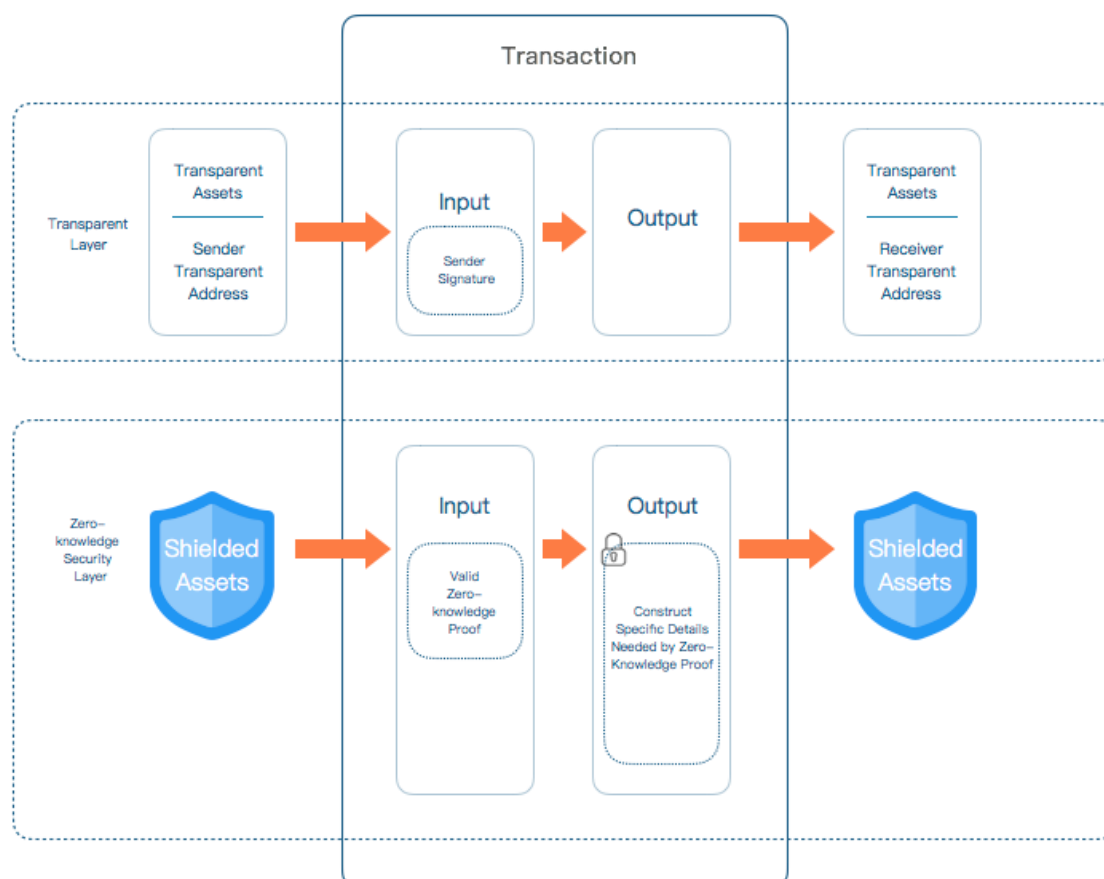 Transaction
Transparent
Layer
Transparent
Assets
Sender
Transparent
Address
Input
Sender
Signature
Output
Transparent
Assets
Receiver
Transparent
Address
Zero-
knowledge
Security
Layer
Shielded
Assets
Input
Valid
Zero-
knowledge
Proof
Output
Construct
Specific Details
Needed by Zero-
Knowledge Proof
Shielded
Assets